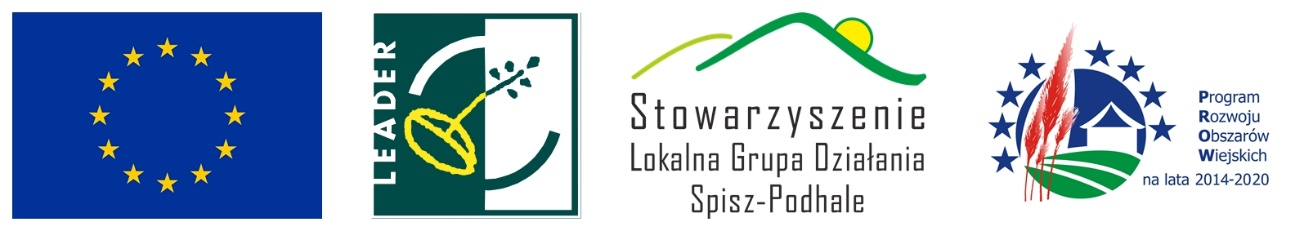 LEADER
Stowarzyszenie
Lokalna Grupa Działania
Spisz-Podhale
Program
Rozwoju
Obszarów
Wiejskich
na lata 2014-2020